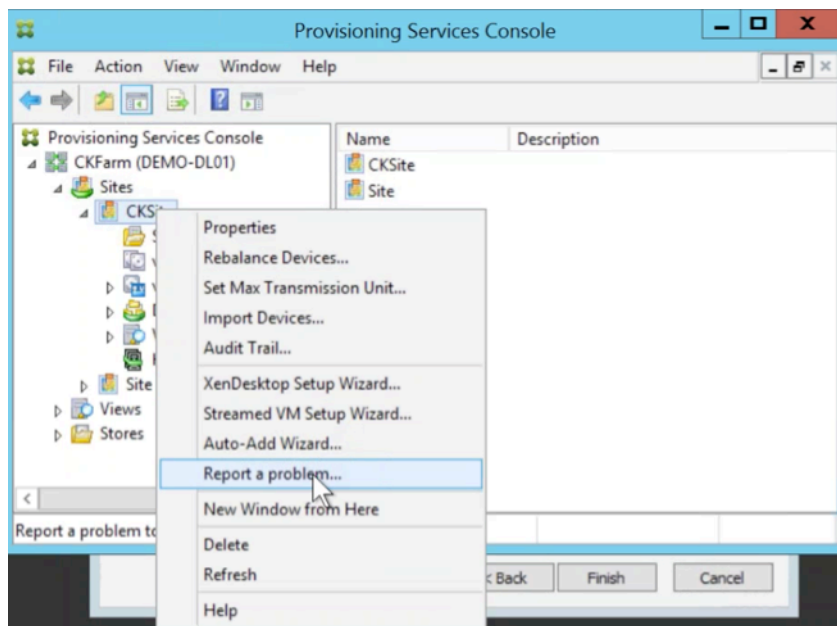 Provisioning Services Console
File Action View Window Help
Provisioning Services Console
CKFarm (DEMO-DL01)
Sites
CKSit
Site
Views
Stores
Name Description
CKSite
Site
Properties
Rebalance Devices...
Set Max Transmission Unit...
Import Devices...
Audit Trail...
XenDesktop Setup Wizard...
Streamed VM Setup Wizard...
Auto-Add Wizard...
Report a problem...
New Window from Here
Delete
Refresh
Help
Report a problem to
< Back Finish Cancel